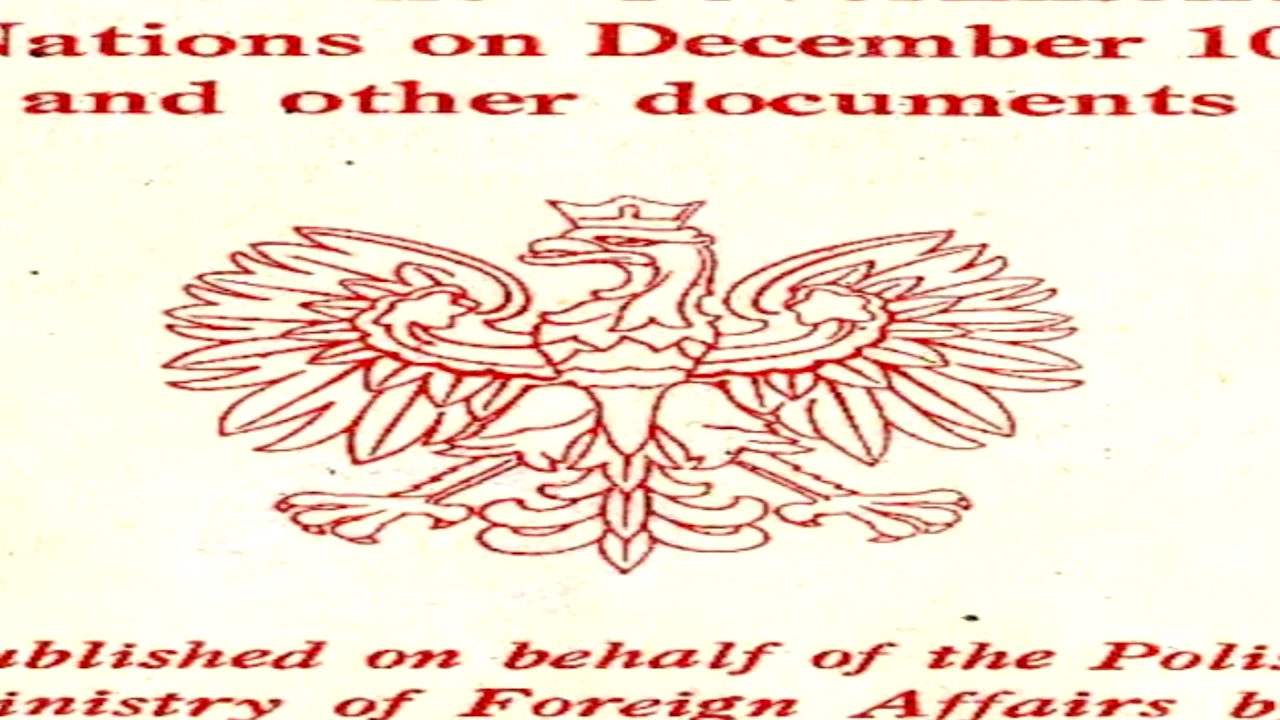 Nations on December 10
and other documents
ublished on behalf of the Polis
inistry of Foreign Affairs b